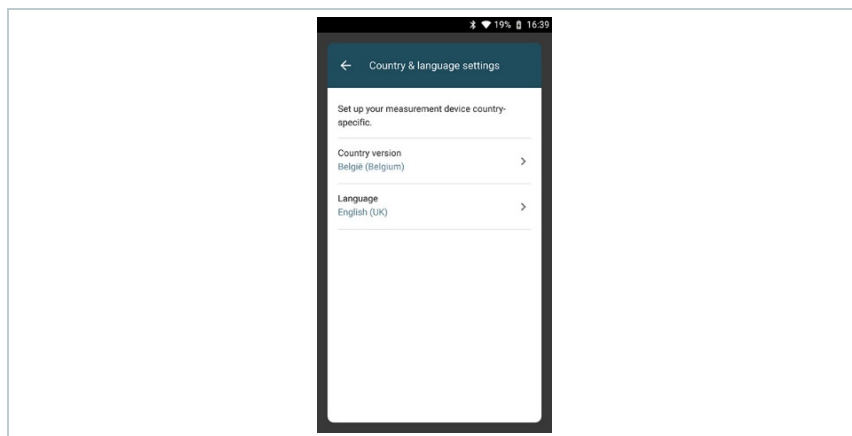 19% 16:39
Country & language settings
Set up your measurement device country-
specific.
Country version
België (Belgium)
Language
English (UK)